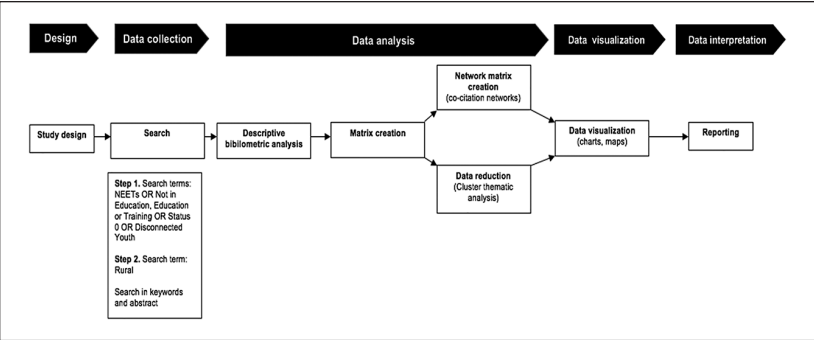 Design
Data collection
Data analysis
Data visualization
Data interpretation
Network matrix
creation
(co-citation networks)
Study design
Search
Descriptive
bibilometric analysis
Matrix creation
Data visualization
(charts, maps)
Reporting
Data reduction
(Cluster thematic
analysis)
Step 1. Search terms:
NEETs OR Not in
Education, Education
or Training OR Status
0 OR Disconnected
Youth
Step 2. Search term:
Rural
Search in keywords
and abstract